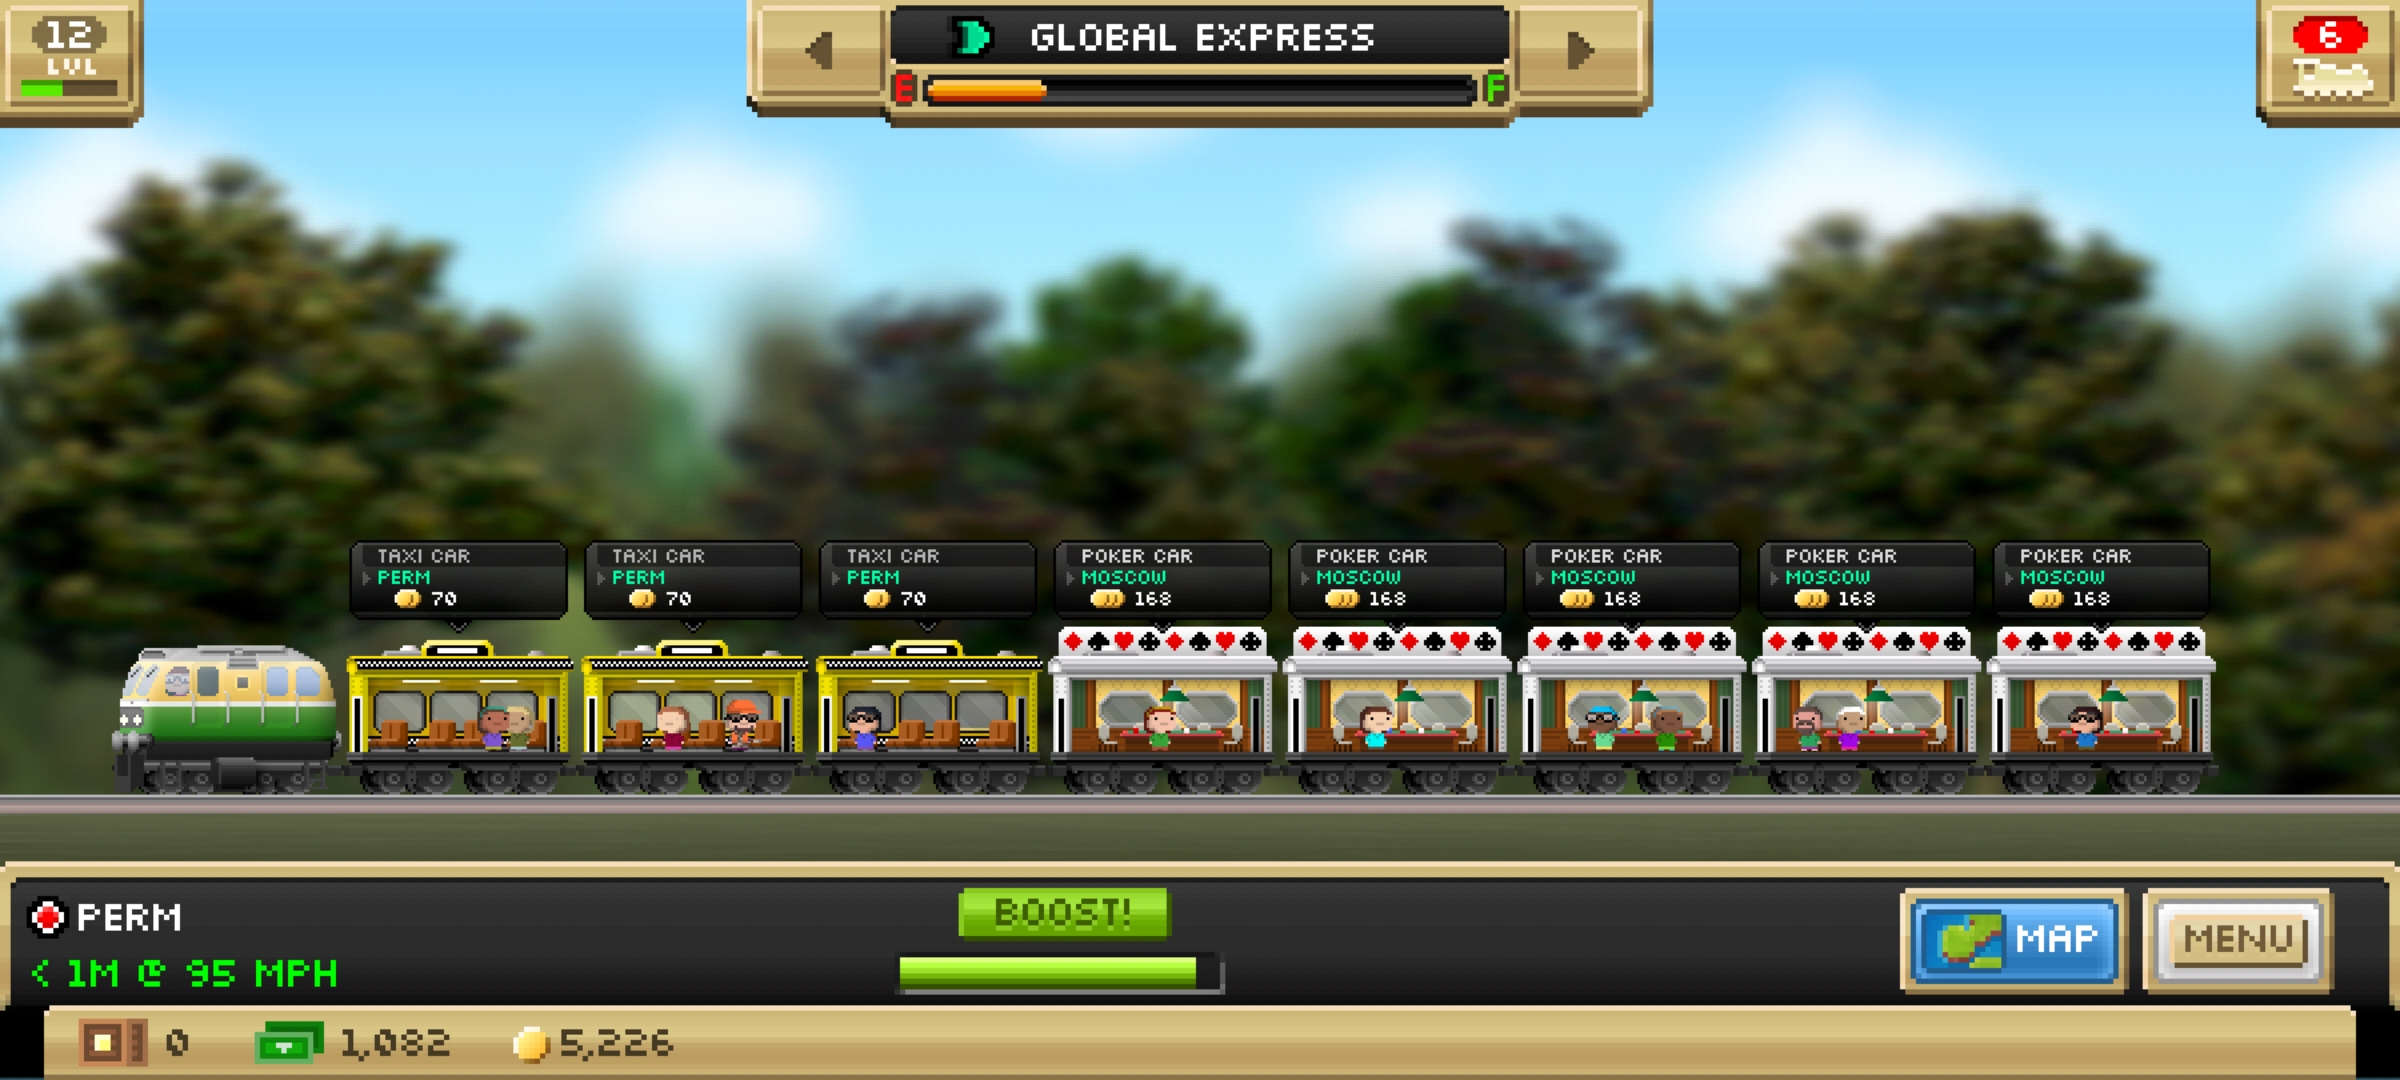 12
LVL
GLOBAL EXPRESS
E F
6
TAXI CAR
PERM
70
TAXI CAR
PERM
70
TAXI CAR
PERM
70
POKER CAR
MOSCOW
168
POKER CAR
MOSCOW
168
POKER CAR
MOSCOW
168
POKER CAR
MOSCOW
168
POKER CAR
MOSCOW
168
PERM
< 1M @ 95 MPH
BOOST!
MAP
MENU
0 1,082 5,226